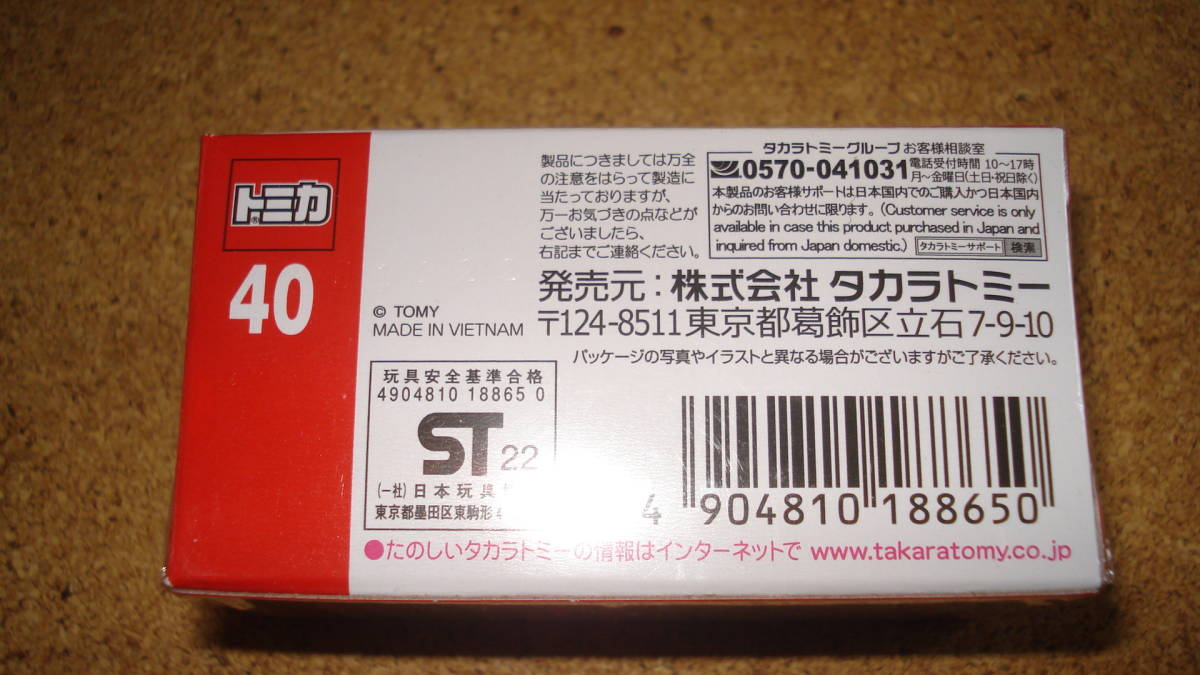 トミカ
®
40
© TOMY
MADE IN VIETNAM
製品につきましては万全
の注意をはらって製造に
当たっておりますが、
万一お気づきの点などが
ございましたら、
右記までご連絡ください。
タカラトミーグループ お客様相談室
0570-041031 電話受付時間 10〜17時
月〜金曜日(土日・祝日除く)
本製品のお客様サポートは日本国内でのご購入かつ日本国内
からのお問い合わせに限ります。(Customer service is only
available in case this product purchased in Japan and
inquired from Japan domestic.) タカラトミーサポート 検索
発売元：株式会社 タカラトミー
〒124-8511東京都葛飾区立石7-9-10
パッケージの写真やイラストと異なる場合がございますがご了承ください。
玩具安全基準合格
4904810 18865 0
ST 22
(一社) 日本玩具
東京都墨田区東駒形
4 904810 188650
●たのしいタカラトミーの情報はインターネットで www.takaratomy.co.jp